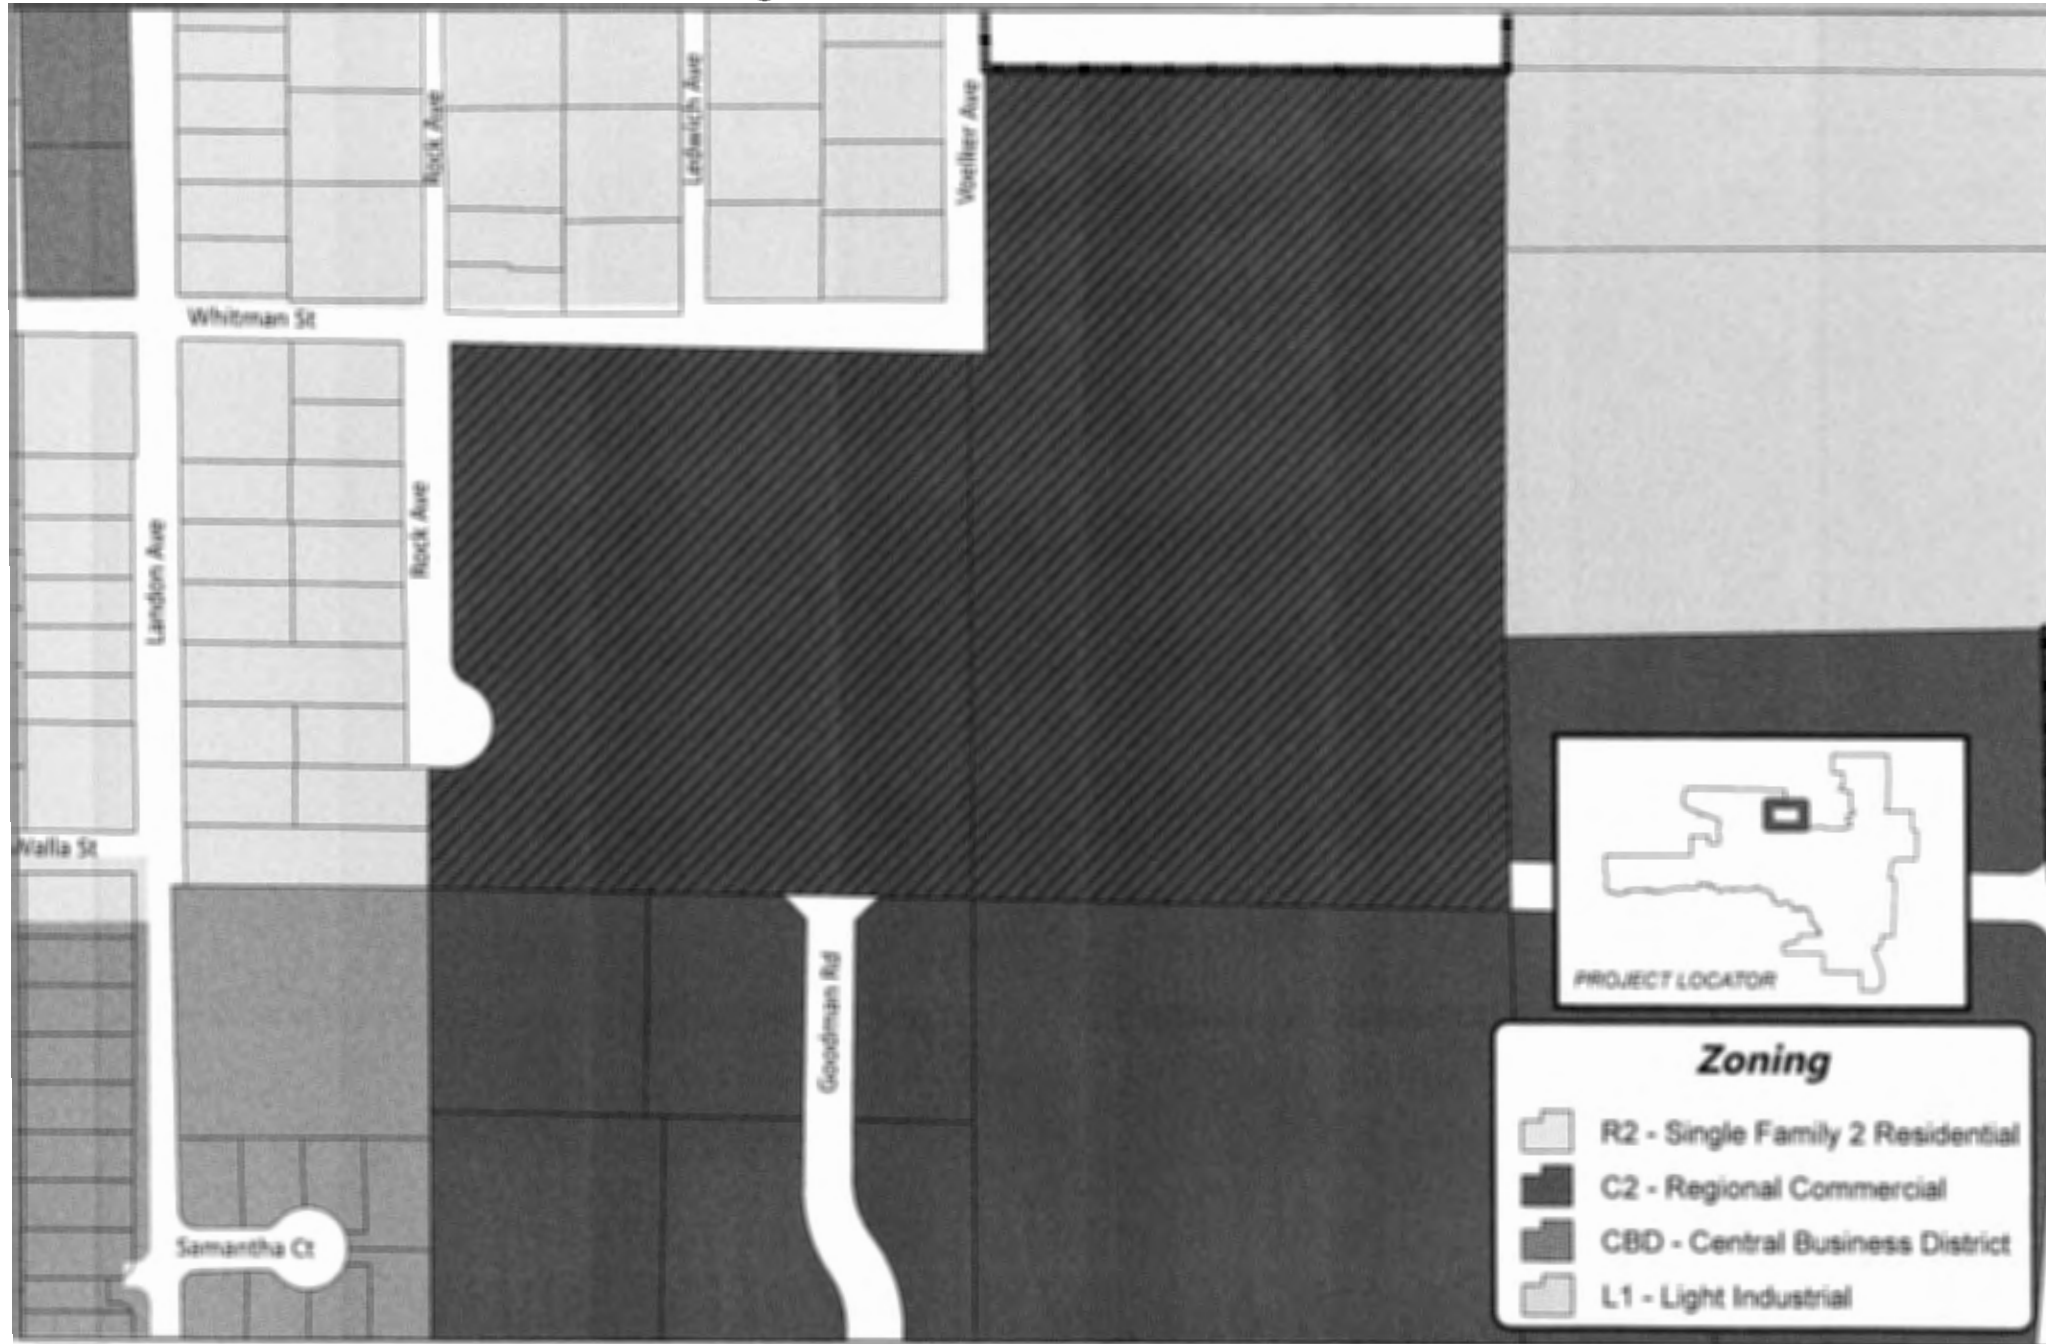 Rock Ave
Ledwich Ave
Voelker Ave
Whitman St
Landon Ave
Rock Ave
Walla St
Goodman Rd
Samantha Ct
PROJECT LOCATOR
Zoning
R2 - Single Family 2 Residential
C2 - Regional Commercial
CBD - Central Business District
L1 - Light Industrial